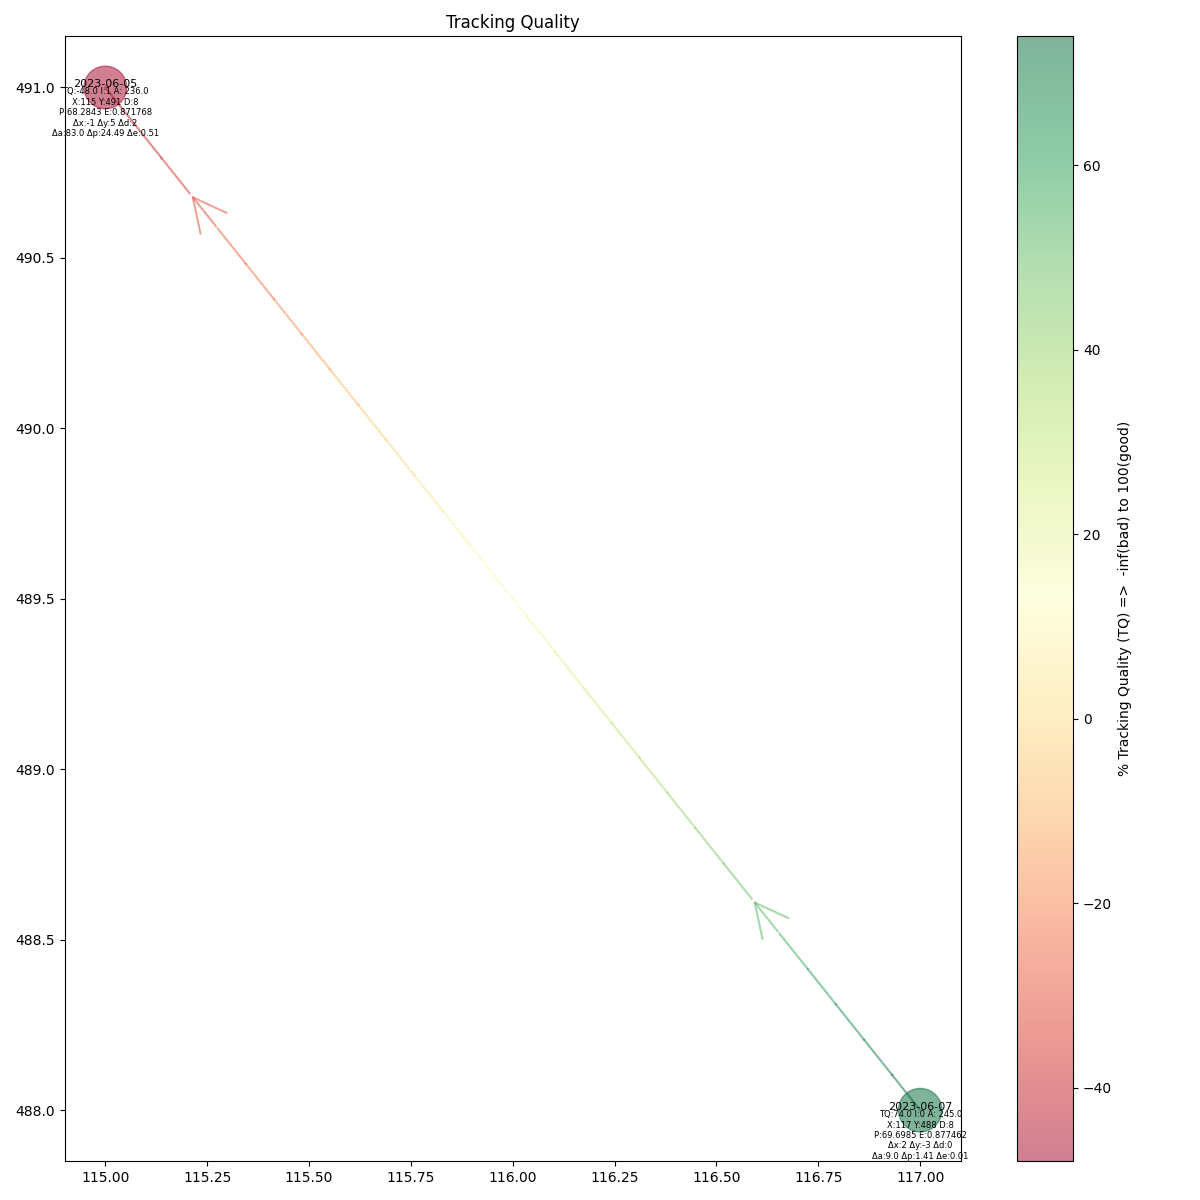 Tracking Quality
491.0
490.5
490.0
489.5
489.0
488.5
488.0
2023-06-05
TQ:-48.0 I:1 A: 236.0
X:115 Y:491 D:8
P:68.2843 E:0.871768
Δx:-1 Δy:5 Δd:2
Δa:83.0 Δp:24.49 Δe:0.51
2023-06-07
TQ:74.0 I:0 A: 245.0
X:117 Y:488 D:8
P:69.6985 E:0.877462
Δx:2 Δy:-3 Δd:0
Δa:9.0 Δp:1.41 Δe:0.01
115.00 115.25 115.50 115.75 116.00 116.25 116.50 116.75 117.00
60
40
20
0
−20
−40
% Tracking Quality (TQ) => -inf(bad) to 100(good)